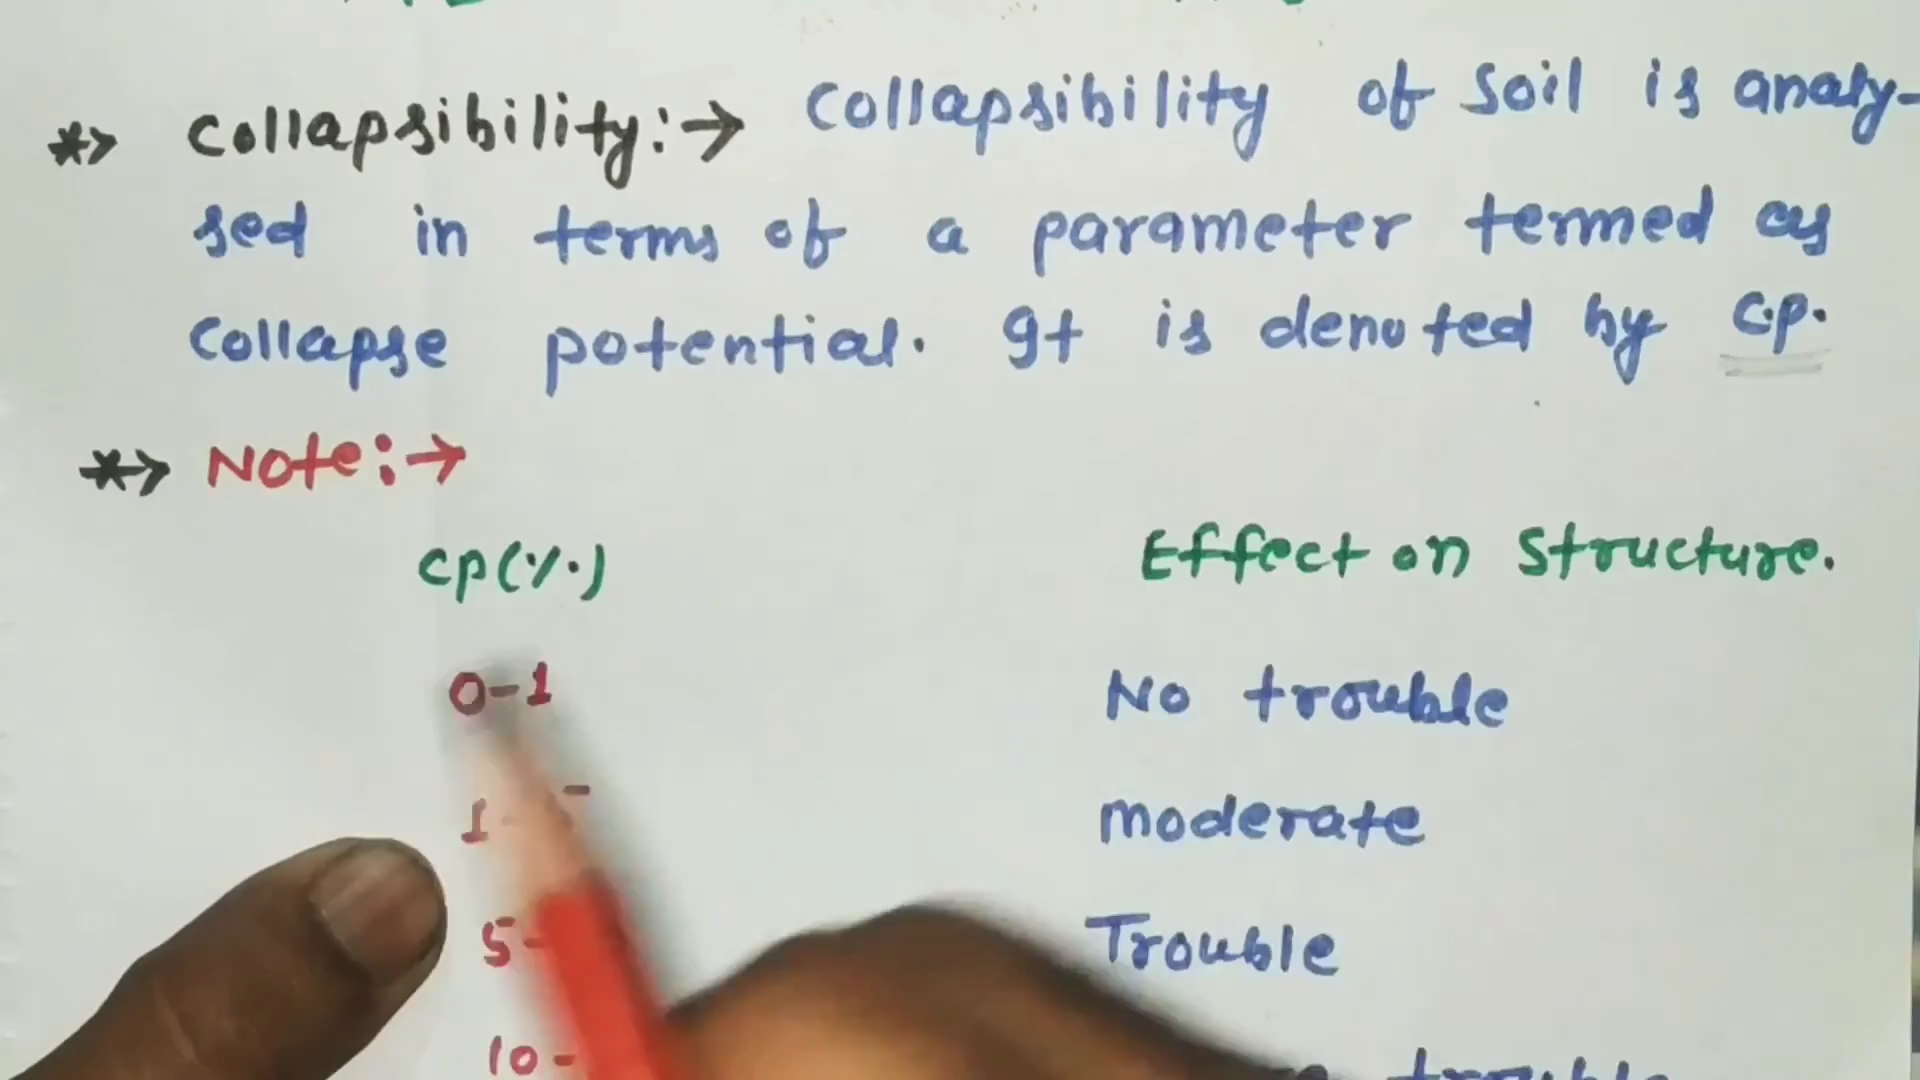 *> Collapsibility:→ Collapsibility of soil is analy-
sed in terms of a parameter termed as
Collapse potential. It is denoted by C.P.
*> Note:→
CP(%) Effect on Structure.
0-1 No trouble
1- moderate
5- Trouble
10- trouble